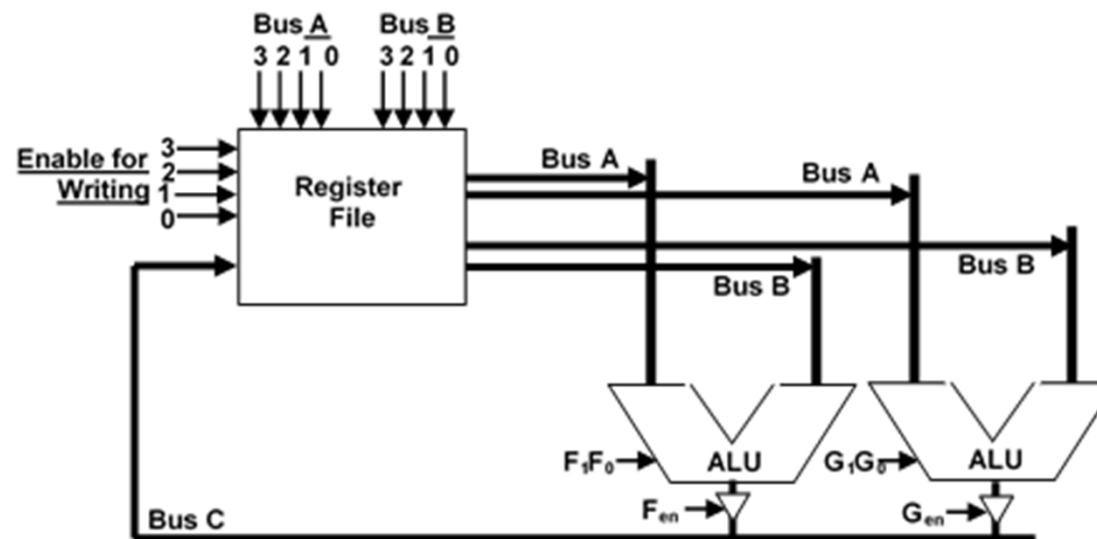 Bus A
Bus B
3 2 1 0
3 2 1 0
Enable for
Writing
3
2
1
0
Register
File
Bus A
Bus A
Bus B
Bus B
F₁F₀
ALU
G₁G₀
ALU
Fen
Gen
Bus C